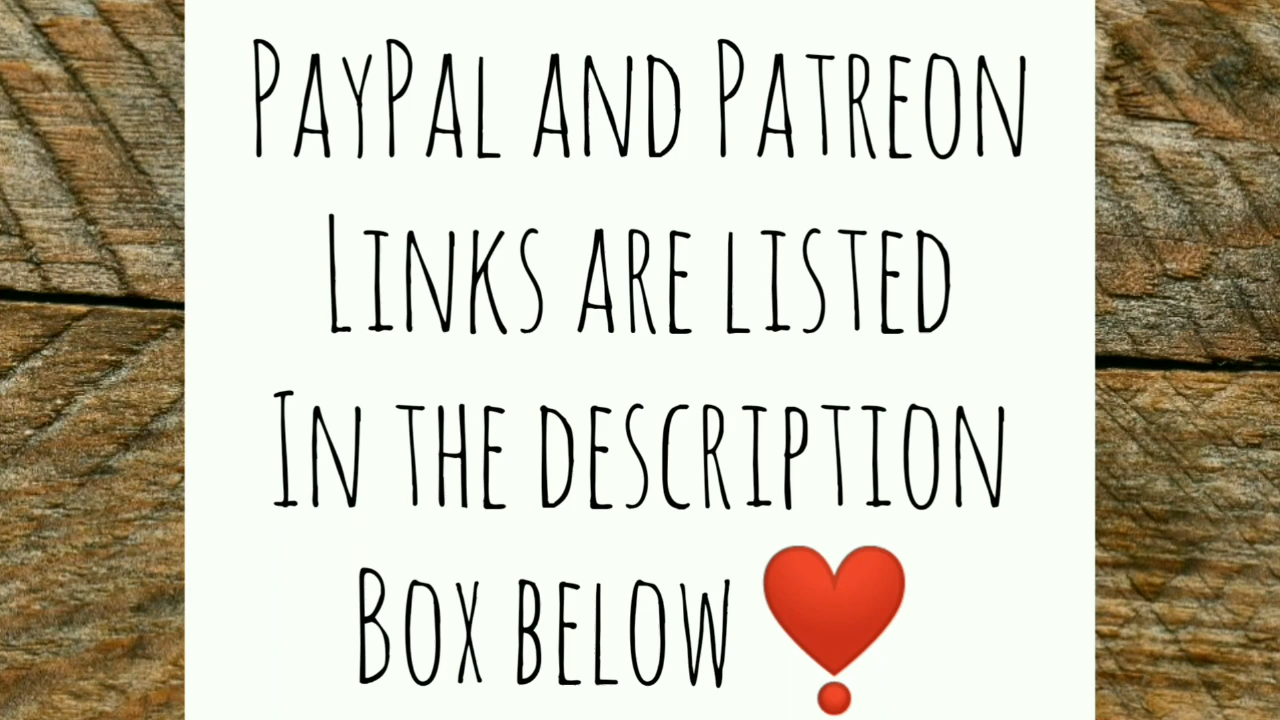 PayPal and Patreon
Links are listed
In the description
Box below ❣️